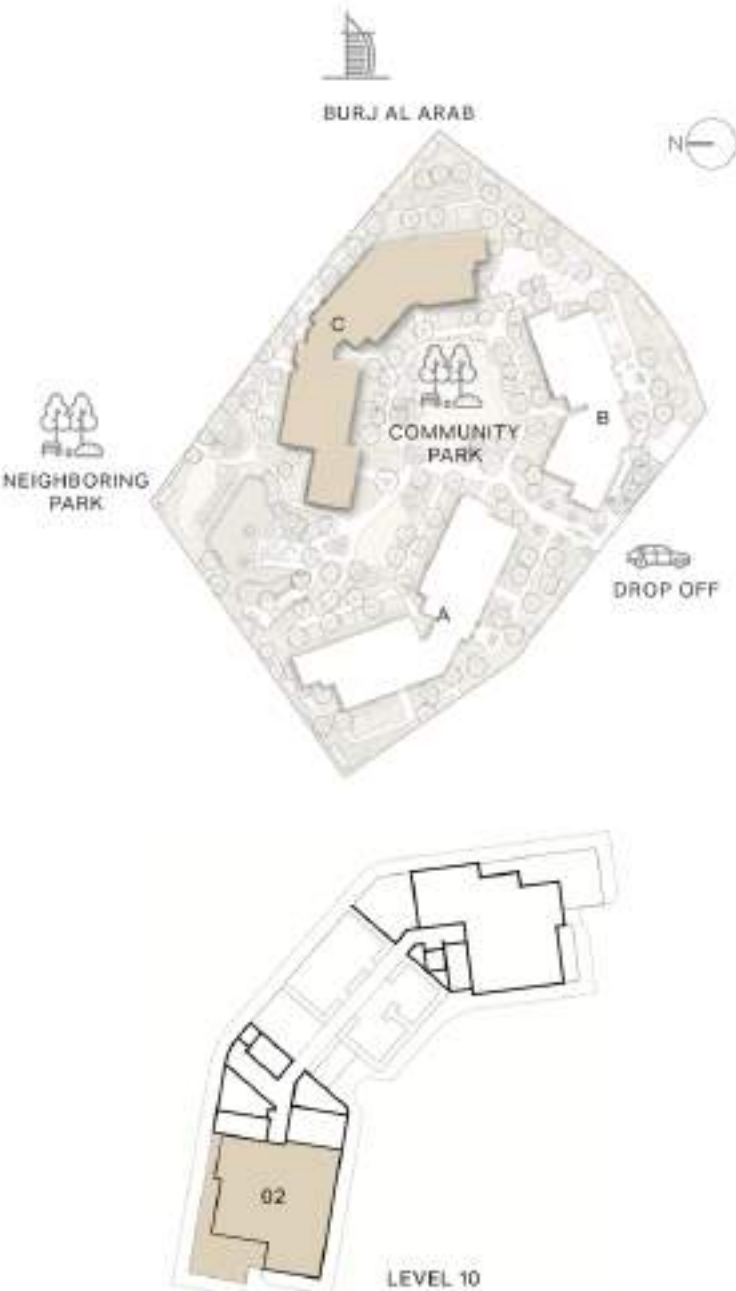 BURJ AL ARAB
N
C
B
COMMUNITY
PARK
NEIGHBORING
PARK
DROP OFF
A
02
LEVEL 10